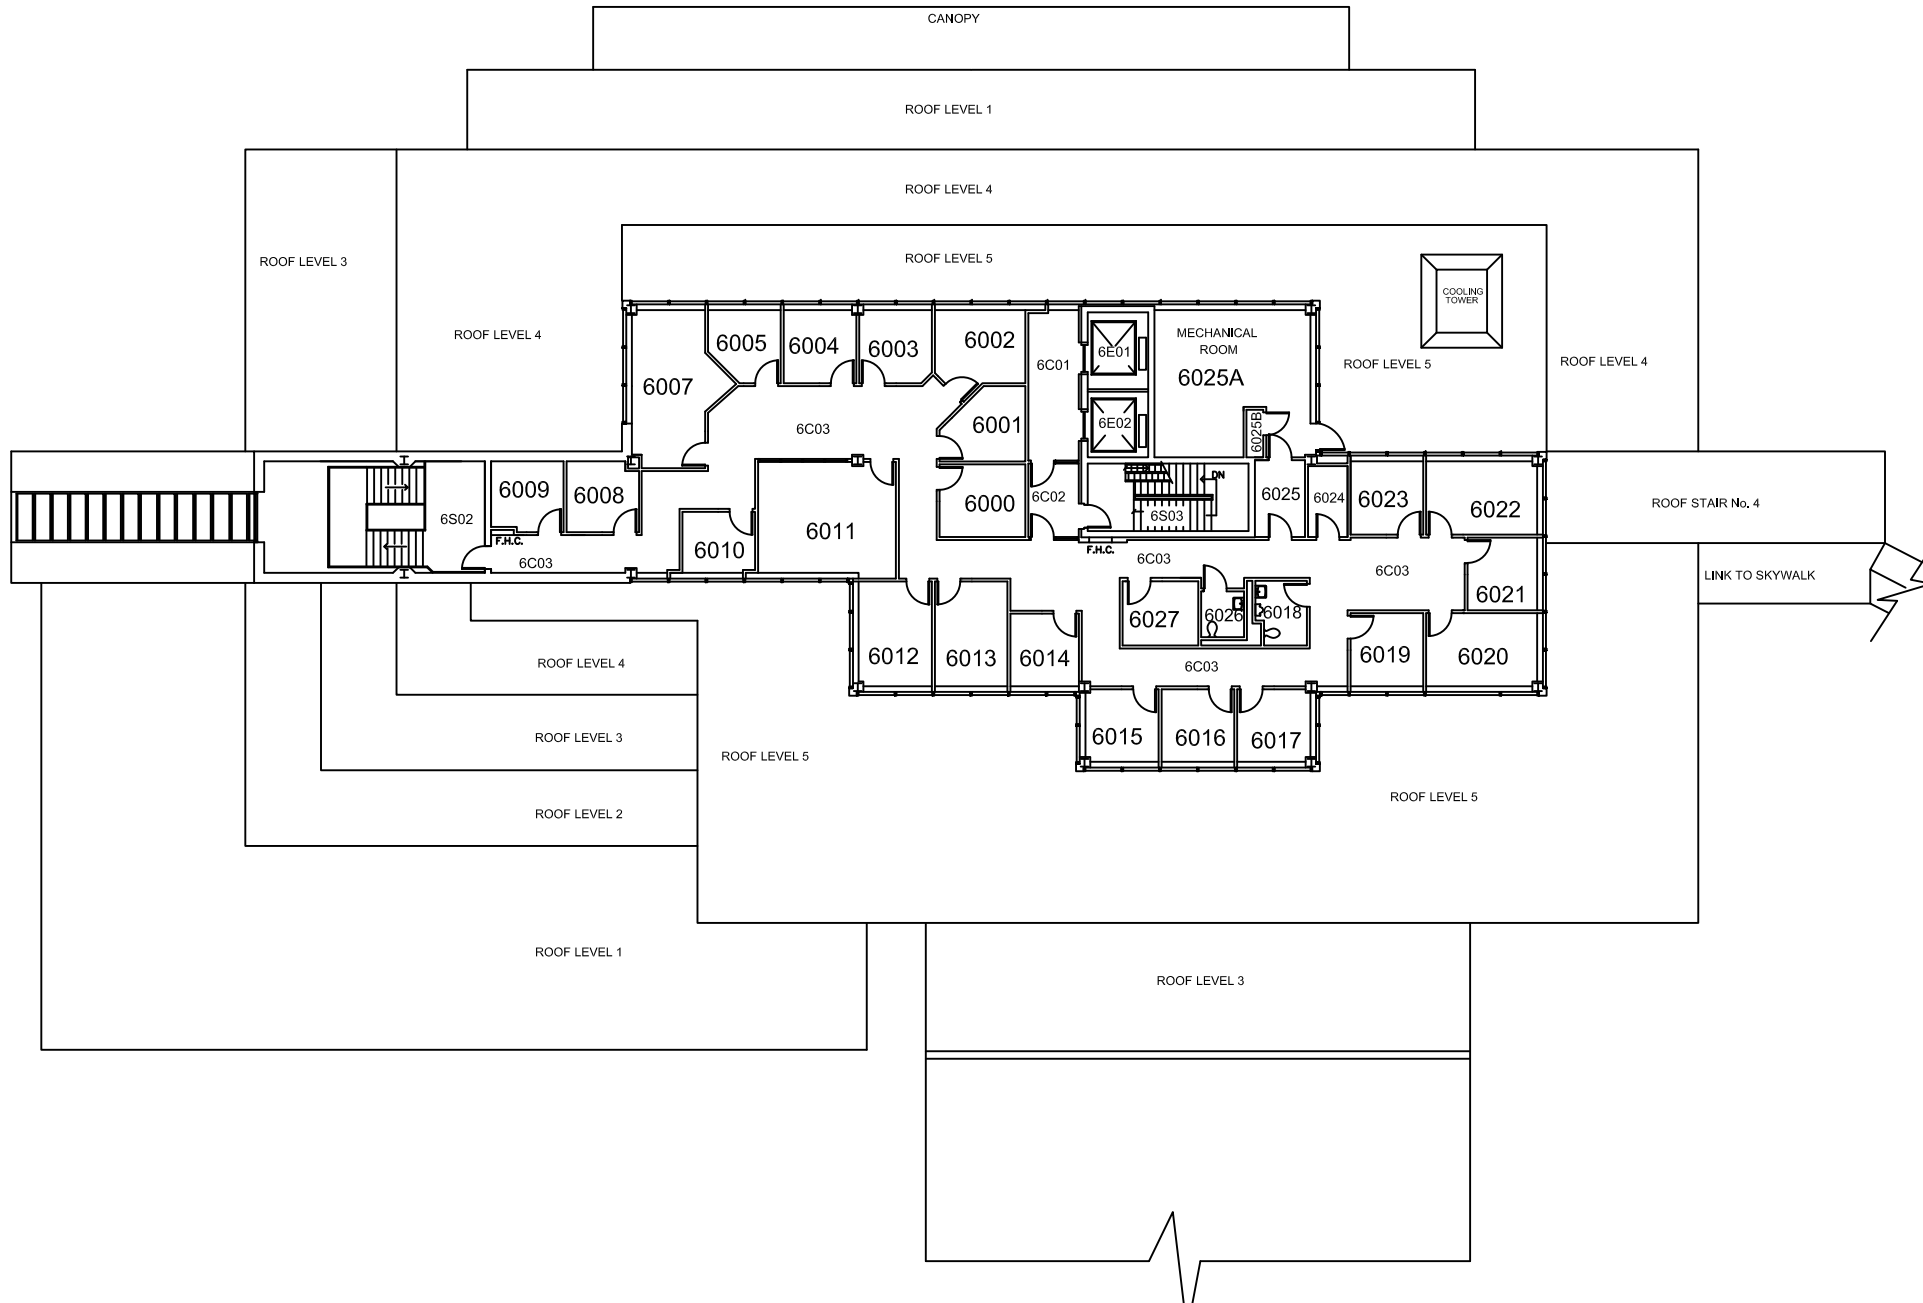 CANOPY
ROOF LEVEL 1
ROOF LEVEL 4
ROOF LEVEL 3
ROOF LEVEL 5
COOLING
TOWER
ROOF LEVEL 4
MECHANICAL
ROOM
6025A
6002
6005
6004
6003
6E01
6C01
ROOF LEVEL 5
ROOF LEVEL 4
6007
6C03
6001
6E02
6025B
6009
6008
6S02
6000
6C02
DN
6S03
6025
6024
6023
6022
ROOF STAIR No. 4
6011
6010
F.H.C.
6C03
F.H.C.
6C03
6C03
LINK TO SKYWALK
6021
6027
6026
6018
6012
6013
6014
6C03
6019
6020
ROOF LEVEL 4
ROOF LEVEL 3
6015
6016
6017
ROOF LEVEL 5
ROOF LEVEL 5
ROOF LEVEL 2
ROOF LEVEL 1
ROOF LEVEL 3